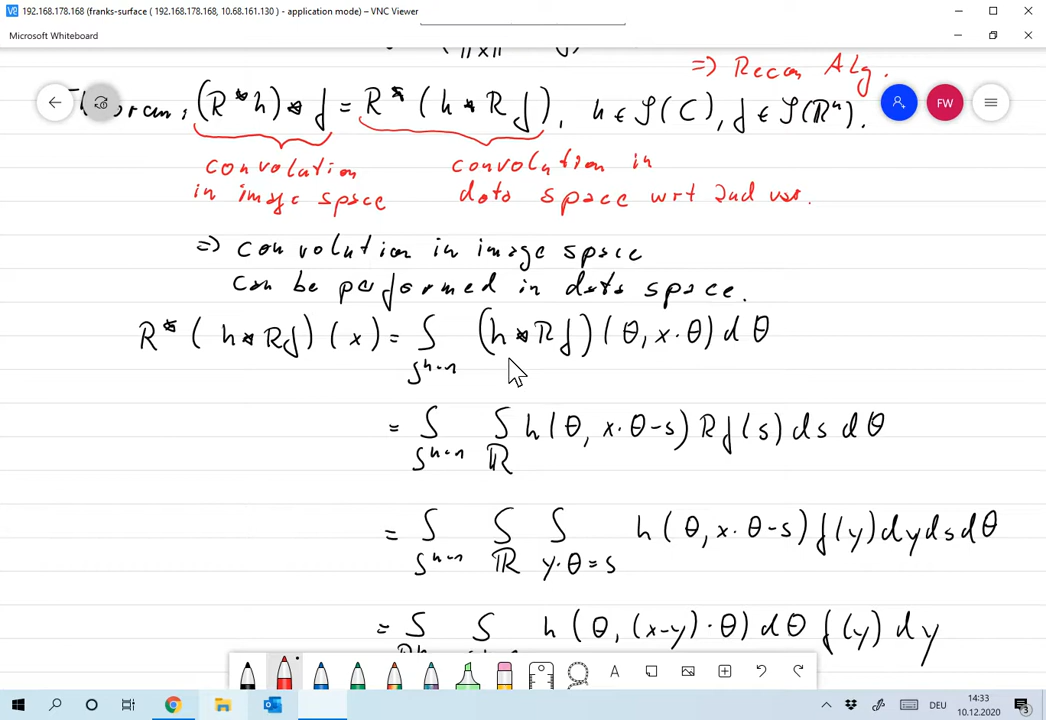 192.168.178.168 (franks-surface ( 192.168.178.168, 10.68.161.130) - application mode) - VNC Viewer
Microsoft Whiteboard
=> Recon Alg.
(R*h) * f = R*(h * Rf), h ∈ S(C), f ∈ S(Rⁿ).
convolution convolution in
in image space data space wrt 2nd var.
=> convolution in image space
can be performed in data space.
R*(h * Rf)(x) = ∫_{Sⁿ⁻¹} (h * Rf)(θ, x·θ) dθ
= ∫_{Sⁿ⁻¹} ∫_ℝ h(θ, x·θ-s) Rf(s) ds dθ
= ∫_{Sⁿ⁻¹} ∫_ℝ ∫_{y·θ=s} h(θ, x·θ-s) f(y) dy ds dθ
= ∫ ∫ h(θ, (x-y)·θ) dθ f(y) dy
FW
DEU
14:33
10.12.2020
3